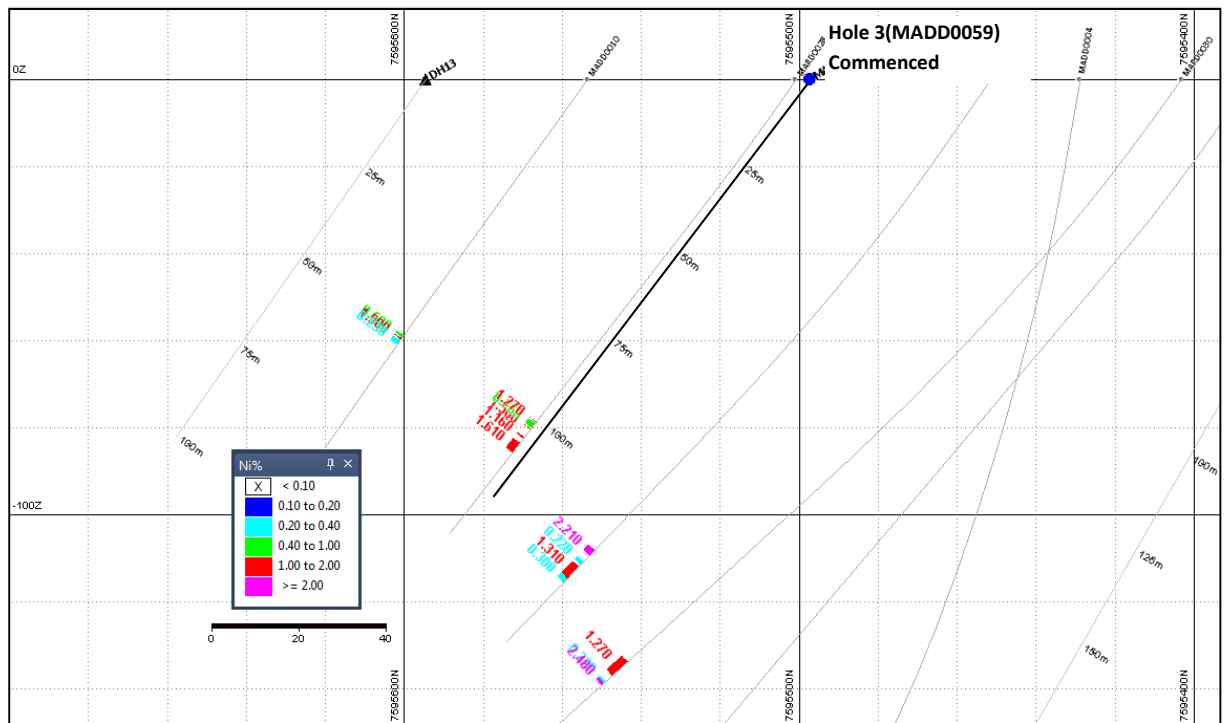 7595600N
7595500N
7595400N
Hole 3(MADD0059)
Commenced
0Z
DH13
MADD0010
MADD0004
25m
25m
50m
50m
75m
75m
100m
100m
1.270
1.160
1.610
-100Z
Ni%
X < 0.10
0.10 to 0.20
0.20 to 0.40
0.40 to 1.00
1.00 to 2.00
>= 2.00
2.210
0.220
1.310
0.300
1.270
2.480
100m
125m
150m
0 20 40
7595600N
7595500N
7595400N